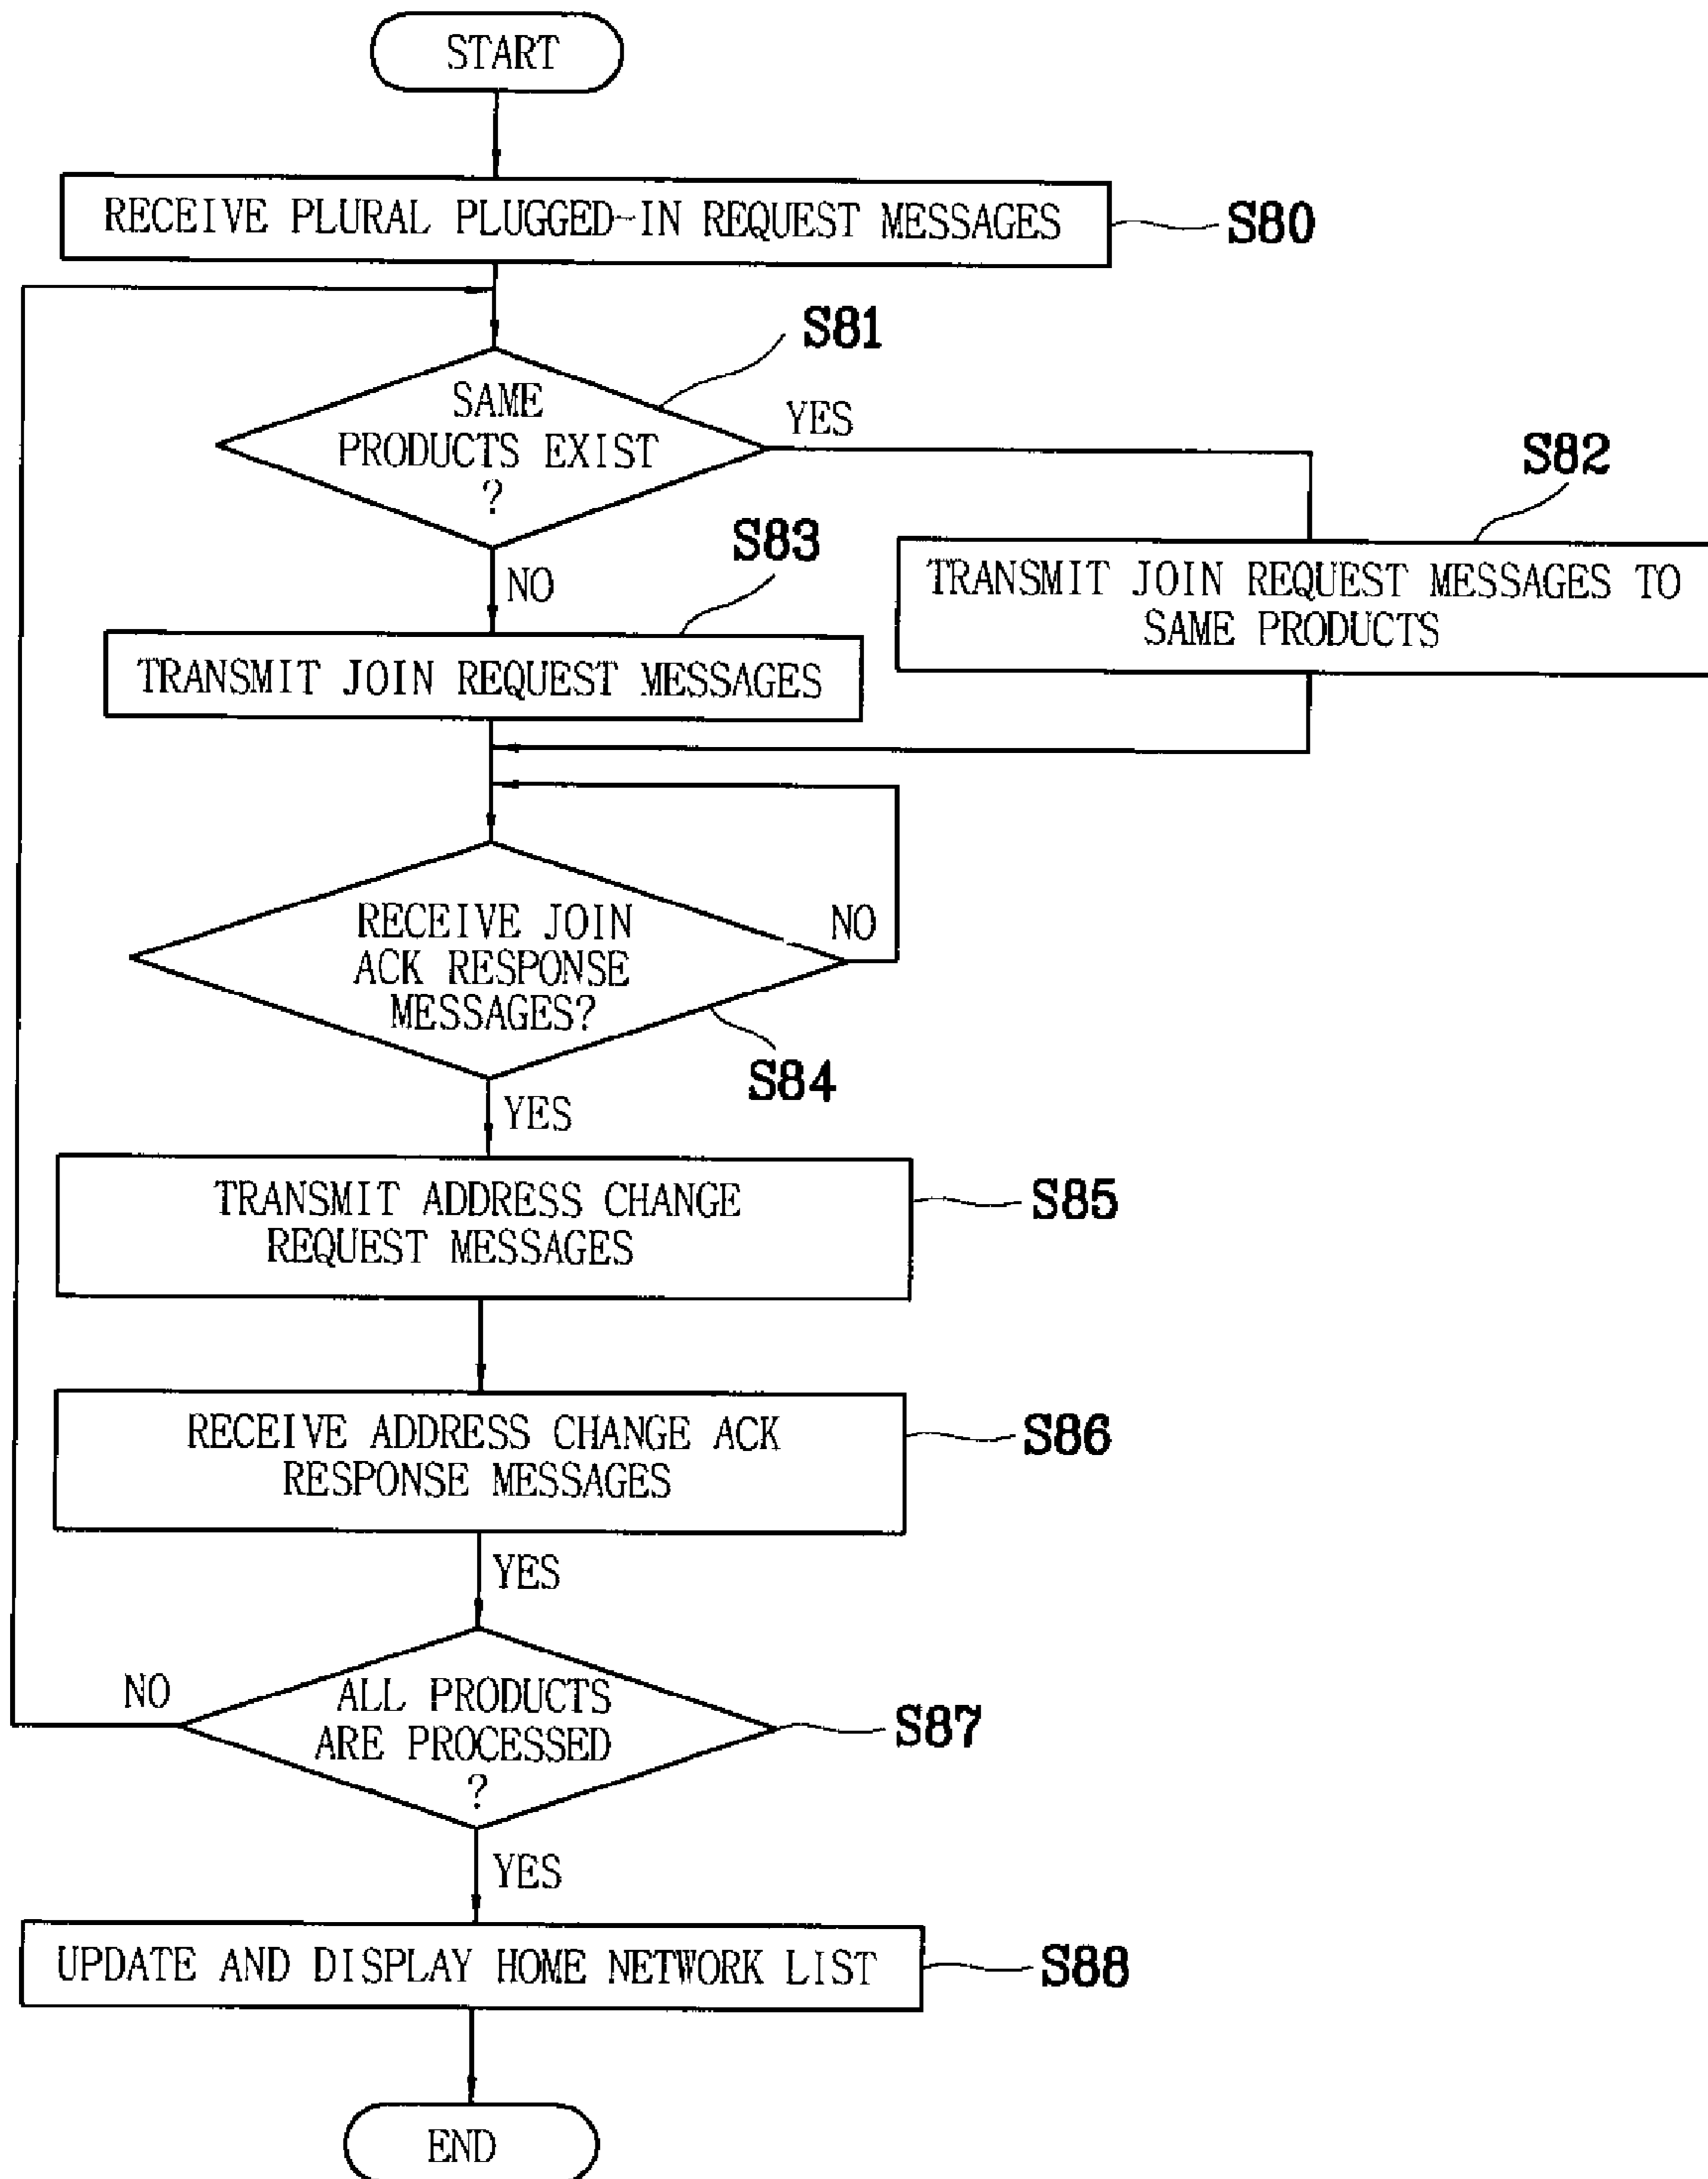 START
RECEIVE PLURAL PLUGGED-IN REQUEST MESSAGES
S80
S81
SAME
PRODUCTS EXIST
?
YES
S82
S83
NO
TRANSMIT JOIN REQUEST MESSAGES TO
SAME PRODUCTS
TRANSMIT JOIN REQUEST MESSAGES
RECEIVE JOIN
ACK RESPONSE
MESSAGES?
NO
S84
YES
TRANSMIT ADDRESS CHANGE
REQUEST MESSAGES
S85
RECEIVE ADDRESS CHANGE ACK
RESPONSE MESSAGES
S86
YES
NO
ALL PRODUCTS
ARE PROCESSED
?
S87
YES
UPDATE AND DISPLAY HOME NETWORK LIST
S88
END